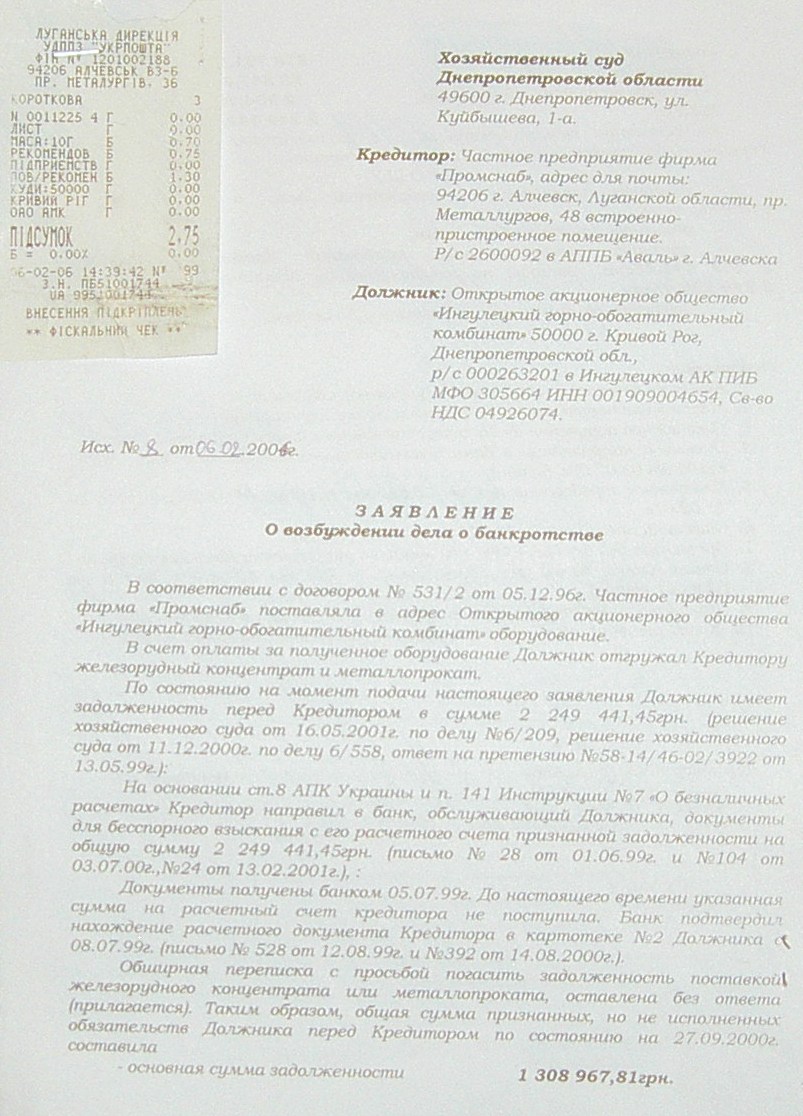 ЛУГАНСЬКА ДИРЕКЦІЯ
УДППЗ "УКРПОШТА"
ФІН № 1201002188
94206 АЛЧЕВСЬК ВЗ-Б
ПР. МЕТАЛУРГІВ. 36
КОРОТКОВА 3
N 0011225 4 Г 0.00
ЛИСТ Г 0.00
МАСА:10Г Б 0.70
РЕКОМЕНДОВ Б 0.75
ПІДПРИЄМСТВ Г 0.00
ПОВ/РЕКОМЕН Б 1.30
КУДИ:50000 Г 0.00
КРИВИЙ РІГ Г 0.00
ОАО АМК Г 0.00
ПІДСУМОК 2.75
Б = 0.00% 0.00
06-02-06 14:39:42 № 99
З.Н. ПБ51001744
UA 9951001744
ВНЕСЕННЯ ПІДКРІПЛЕНЬ
** ФІСКАЛЬНИЙ ЧЕК **
Хозяйственный суд
Днепропетровской области
49600 г. Днепропетровск, ул.
Куйбышева, 1-а.
Кредитор: Частное предприятие фирма
«Промснаб», адрес для почты:
94206 г. Алчевск, Луганской области, пр.
Металлургов, 48 встроенно-
пристроенное помещение.
Р/с 2600092 в АППБ «Аваль» г. Алчевска
Должник: Открытое акционерное общество
«Ингулецкий горно-обогатительный
комбинат» 50000 г. Кривой Рог,
Днепропетровской обл.,
р/с 000263201 в Ингулецком АК ПИБ
МФО 305664 ИНН 001909004654, Св-во
НДС 04926074.
Исх. № 8 от 06.02.2006г.
ЗАЯВЛЕНИЕ
О возбуждении дела о банкротстве
В соответствии с договором № 531/2 от 05.12.96г. Частное предприятие
фирма «Промснаб» поставляла в адрес Открытого акционерного общества
«Ингулецкий горно-обогатительный комбинат» оборудование.
В счет оплаты за полученное оборудование Должник отгружал Кредитору
железорудный концентрат и металлопрокат.
По состоянию на момент подачи настоящего заявления Должник имеет
задолженность перед Кредитором в сумме 2 249 441,45грн. (решение
хозяйственного суда от 16.05.2001г. по делу №6/209, решение хозяйственного
суда от 11.12.2000г. по делу 6/558, ответ на претензию №58-14/46-02/3922 от
13.05.99г.):
На основании ст.8 АПК Украины и п. 141 Инструкции №7 «О безналичных
расчетах» Кредитор направил в банк, обслуживающий Должника, документы
для бесспорного взыскания с его расчетного счета признанной задолженности на
общую сумму 2 249 441,45грн. (письмо № 28 от 01.06.99г. и №104 от
03.07.00г.,№24 от 13.02.2001г.), :
Документы получены банком 05.07.99г. До настоящего времени указанная
сумма на расчетный счет кредитора не поступила. Банк подтвердил
нахождение расчетного документа Кредитора в картотеке №2 Должника с
08.07.99г. (письмо № 528 от 12.08.99г. и №392 от 14.08.2000г.).
Обширная переписка с просьбой погасить задолженность поставкой
железорудного концентрата или металлопроката, оставлена без ответа
(прилагается). Таким образом, общая сумма признанных, но не исполненных
обязательств Должника перед Кредитором по состоянию на 27.09.2000г.
составила
- основная сумма задолженности 1 308 967,81грн.